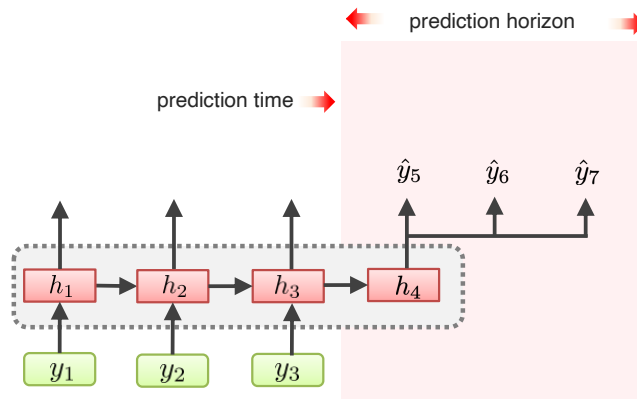 prediction horizon
prediction time
ŷ₅ ŷ₆ ŷ₇
h₁ h₂ h₃ h₄
y₁ y₂ y₃